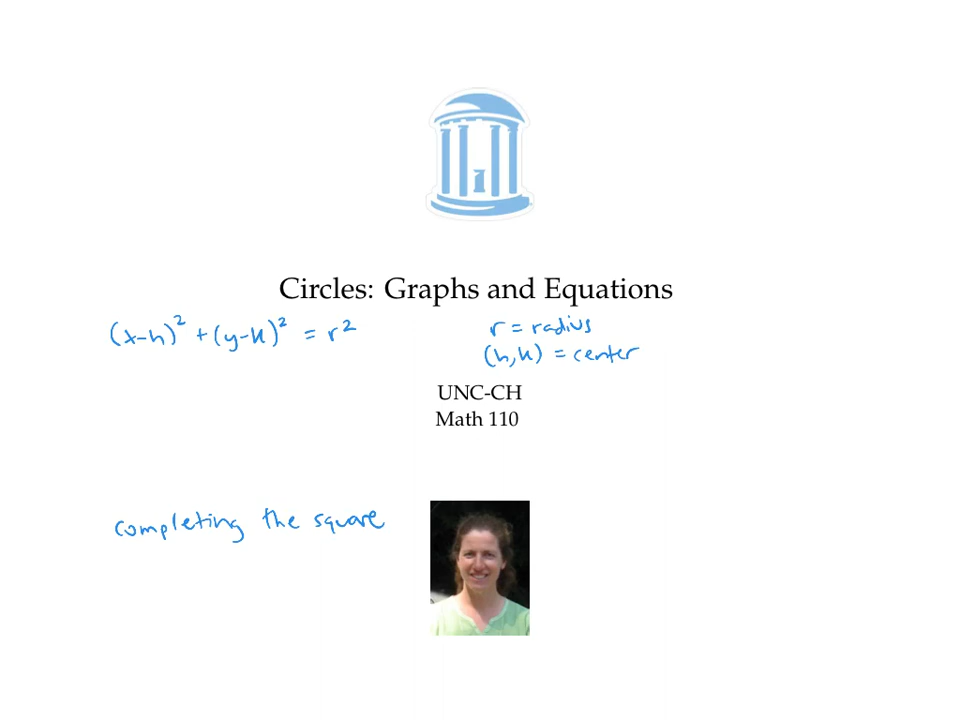 Circles: Graphs and Equations
(x-h)² + (y-k)² = r²
r = radius
(h,k) = center
UNC-CH
Math 110
completing the square